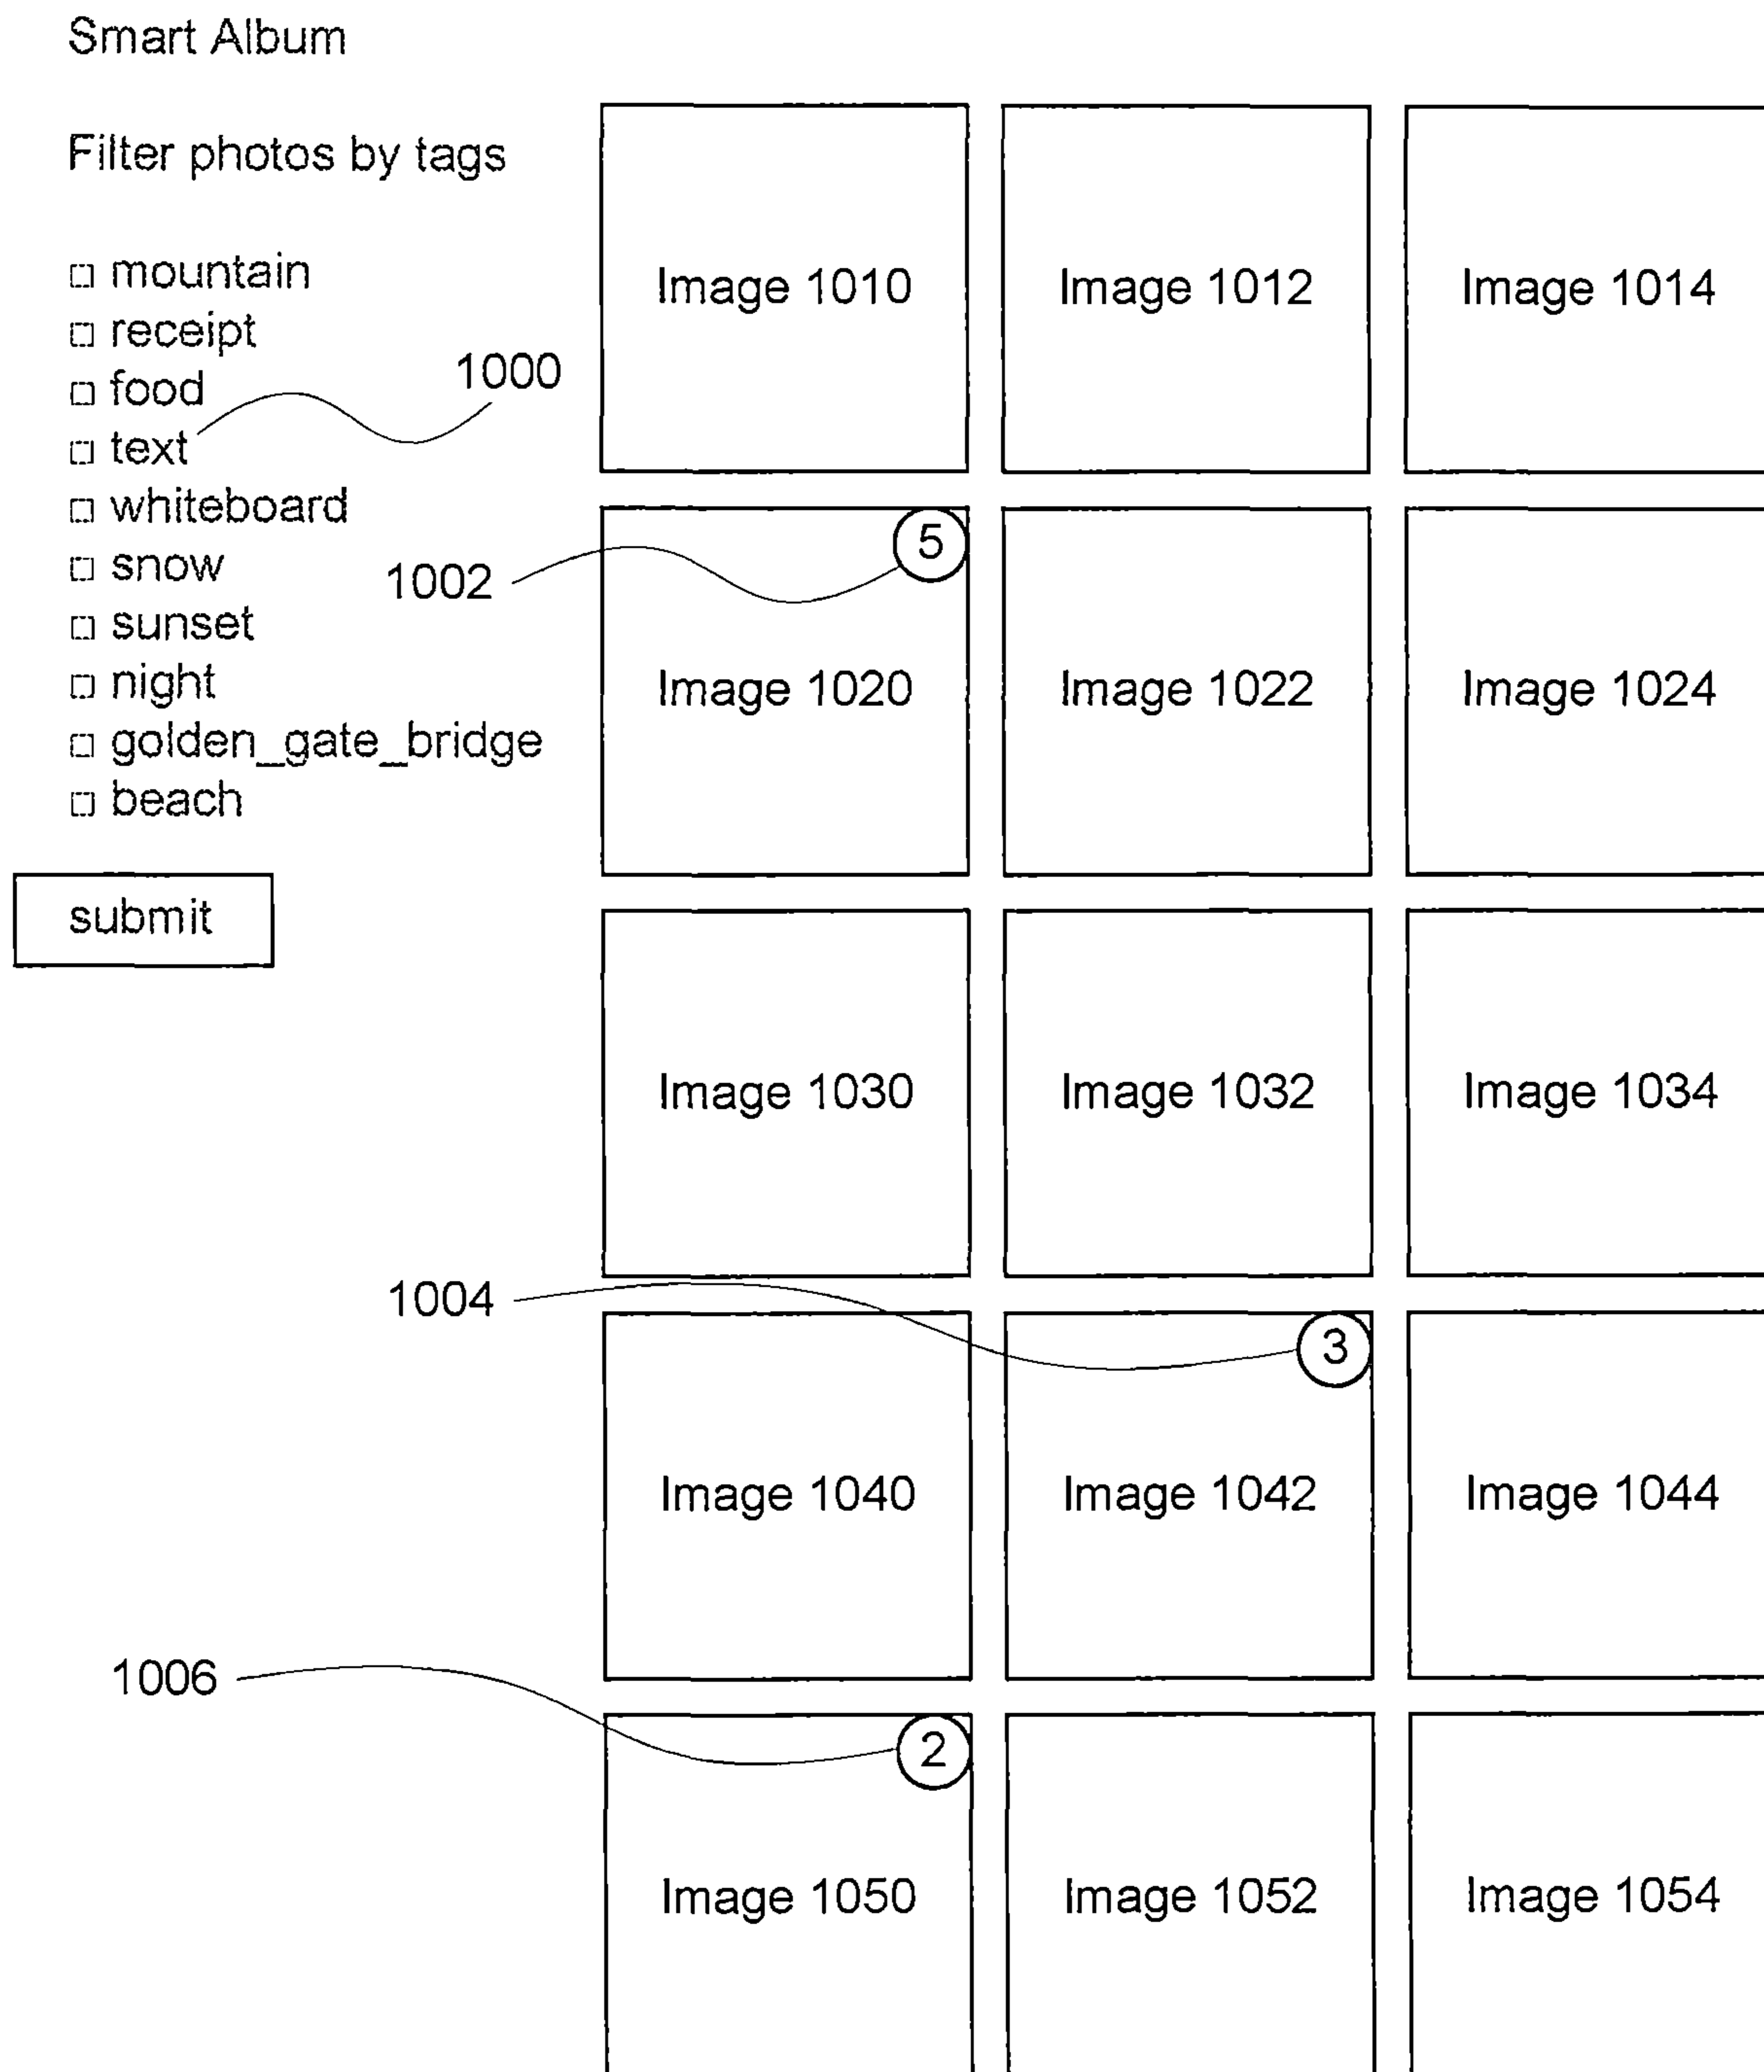 Smart Album
Filter photos by tags
mountain
receipt
food
text
whiteboard
snow
sunset
night
golden_gate_bridge
beach
submit
1000
1002
1004
1006
Image 1010
Image 1012
Image 1014
5
Image 1020
Image 1022
Image 1024
Image 1030
Image 1032
Image 1034
3
Image 1040
Image 1042
Image 1044
2
Image 1050
Image 1052
Image 1054